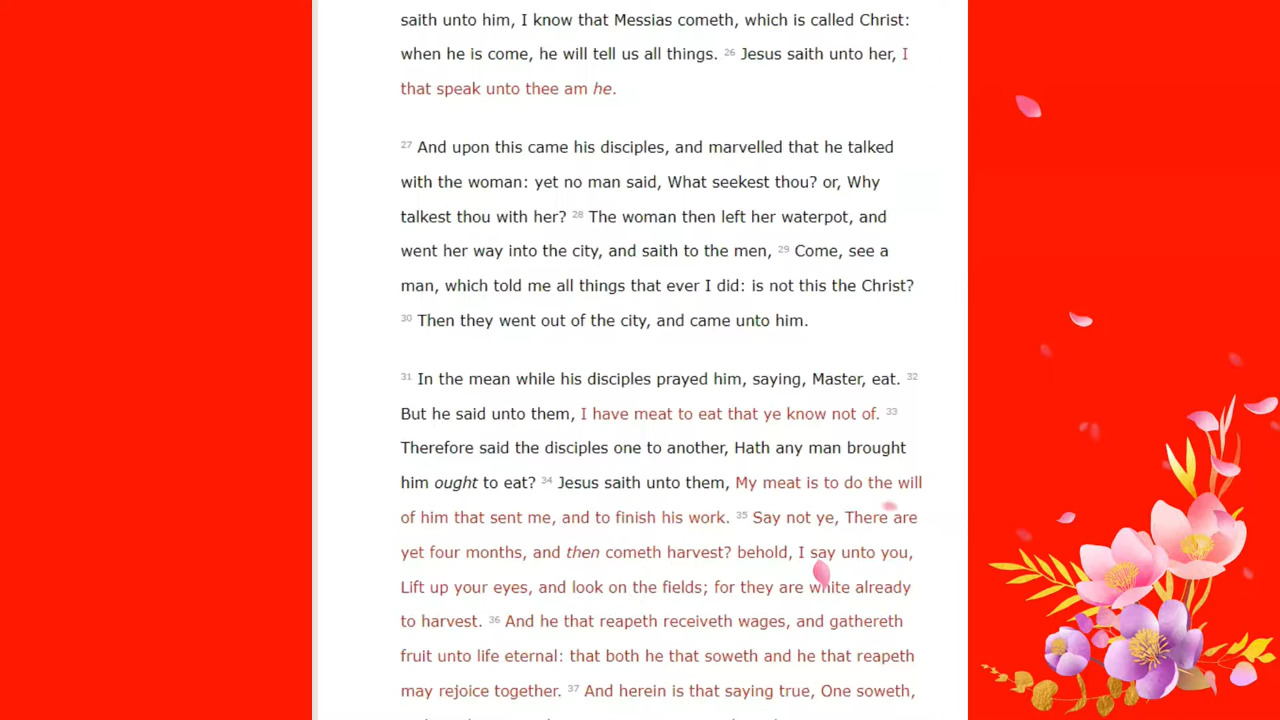 saith unto him, I know that Messias cometh, which is called Christ:
when he is come, he will tell us all things. 26 Jesus saith unto her, I
that speak unto thee am he.
27 And upon this came his disciples, and marvelled that he talked
with the woman: yet no man said, What seekest thou? or, Why
talkest thou with her? 28 The woman then left her waterpot, and
went her way into the city, and saith to the men, 29 Come, see a
man, which told me all things that ever I did: is not this the Christ?
30 Then they went out of the city, and came unto him.
31 In the mean while his disciples prayed him, saying, Master, eat. 32
But he said unto them, I have meat to eat that ye know not of. 33
Therefore said the disciples one to another, Hath any man brought
him ought to eat? 34 Jesus saith unto them, My meat is to do the will
of him that sent me, and to finish his work. 35 Say not ye, There are
yet four months, and then cometh harvest? behold, I say unto you,
Lift up your eyes, and look on the fields; for they are white already
to harvest. 36 And he that reapeth receiveth wages, and gathereth
fruit unto life eternal: that both he that soweth and he that reapeth
may rejoice together. 37 And herein is that saying true, One soweth,